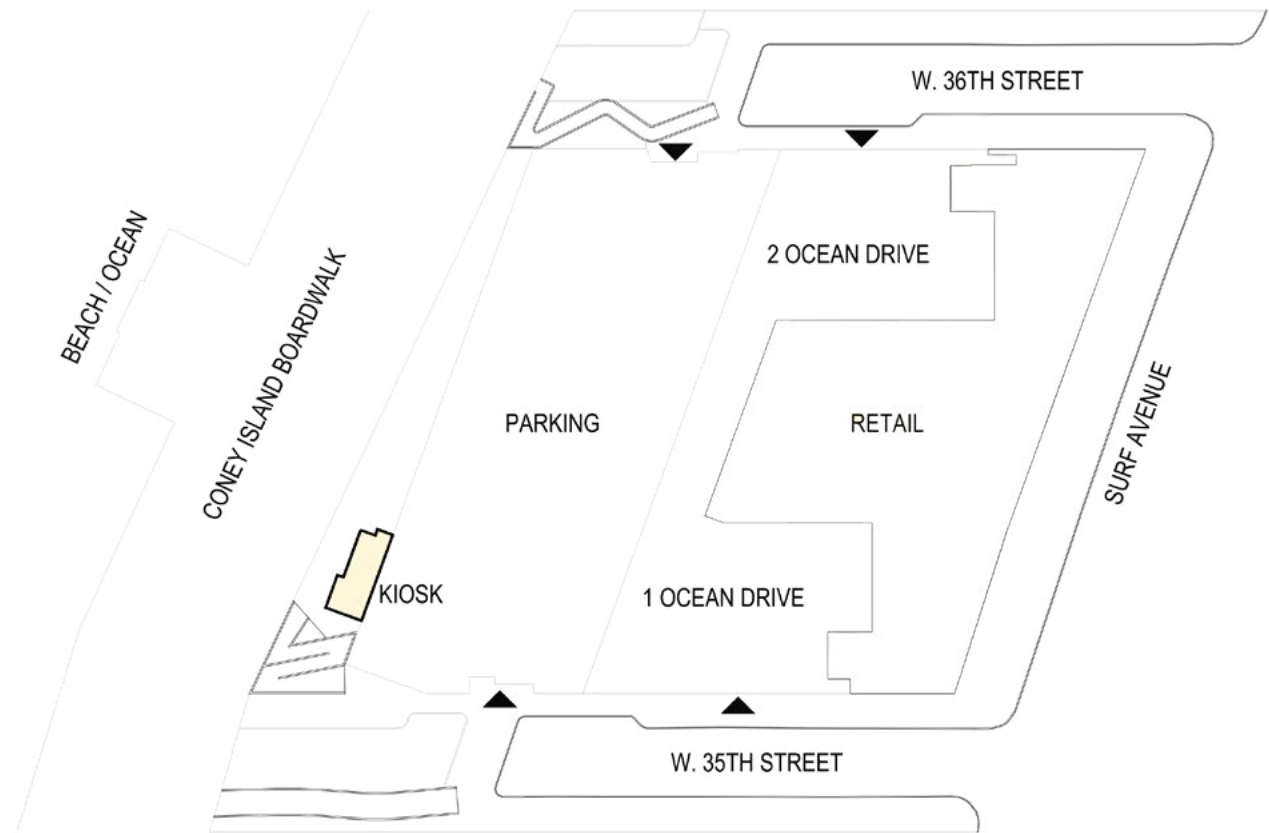 W. 36TH STREET
BEACH / OCEAN
CONEY ISLAND BOARDWALK
2 OCEAN DRIVE
PARKING
RETAIL
SURF AVENUE
KIOSK
1 OCEAN DRIVE
W. 35TH STREET